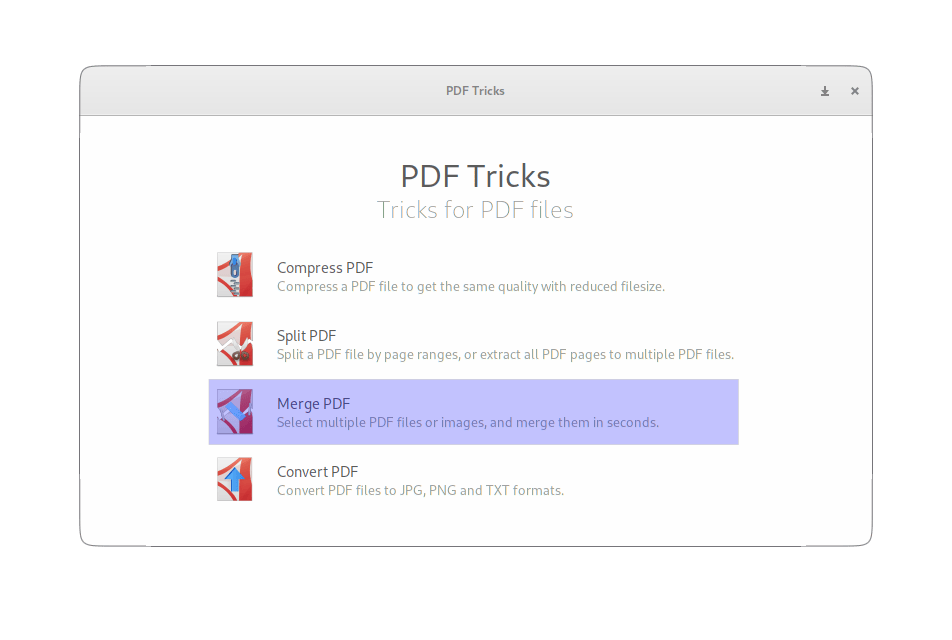 PDF Tricks
PDF Tricks
Tricks for PDF files
Compress PDF
Compress a PDF file to get the same quality with reduced filesize.
Split PDF
Split a PDF file by page ranges, or extract all PDF pages to multiple PDF files.
Merge PDF
Select multiple PDF files or images, and merge them in seconds.
Convert PDF
Convert PDF files to JPG, PNG and TXT formats.